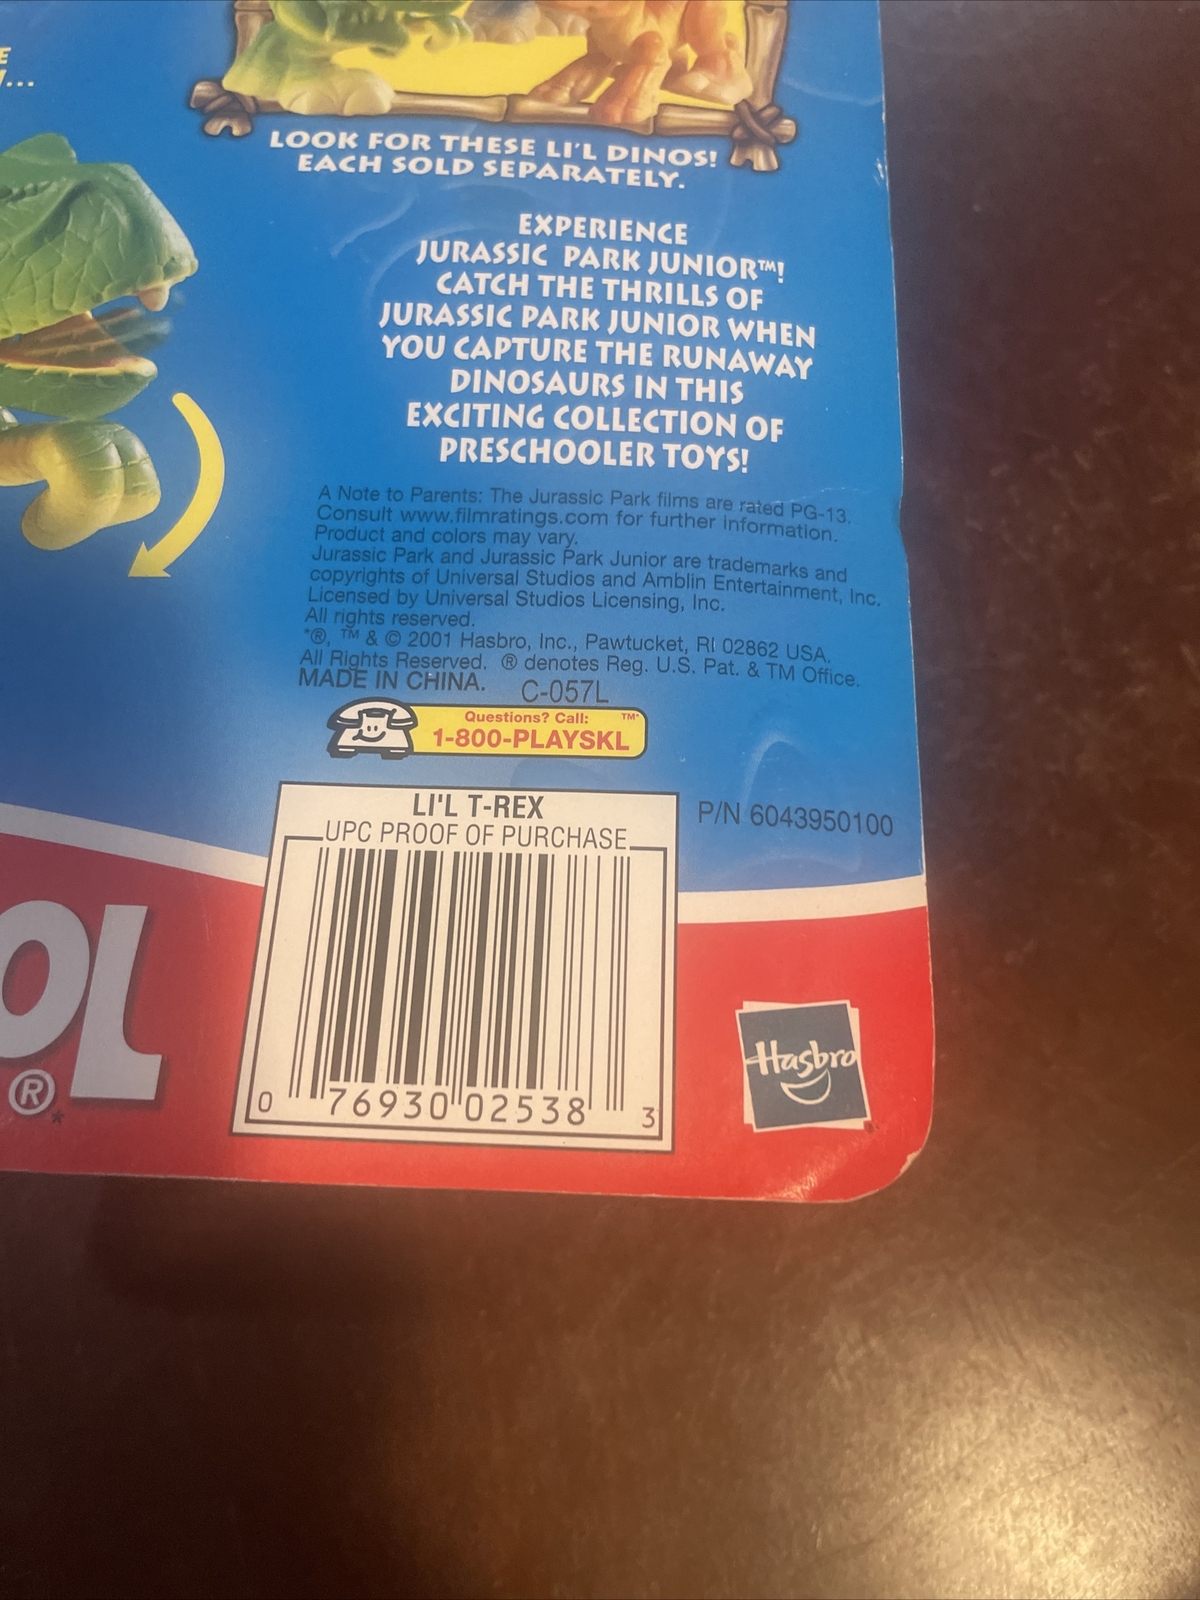 LOOK FOR THESE LI'L DINOS!
EACH SOLD SEPARATELY.
EXPERIENCE
JURASSIC PARK JUNIOR™!
CATCH THE THRILLS OF
JURASSIC PARK JUNIOR WHEN
YOU CAPTURE THE RUNAWAY
DINOSAURS IN THIS
EXCITING COLLECTION OF
PRESCHOOLER TOYS!
A Note to Parents: The Jurassic Park films are rated PG-13.
Consult www.filmratings.com for further information.
Product and colors may vary.
Jurassic Park and Jurassic Park Junior are trademarks and
copyrights of Universal Studios and Amblin Entertainment, Inc.
Licensed by Universal Studios Licensing, Inc.
All rights reserved.
*®, ™ & © 2001 Hasbro, Inc., Pawtucket, RI 02862 USA.
All Rights Reserved. ® denotes Reg. U.S. Pat. & TM Office.
MADE IN CHINA. C-057L
Questions? Call: ™*
1-800-PLAYSKL
LI'L T-REX
UPC PROOF OF PURCHASE
P/N 6043950100
0 76930 02538 3
OL®*
Hasbro